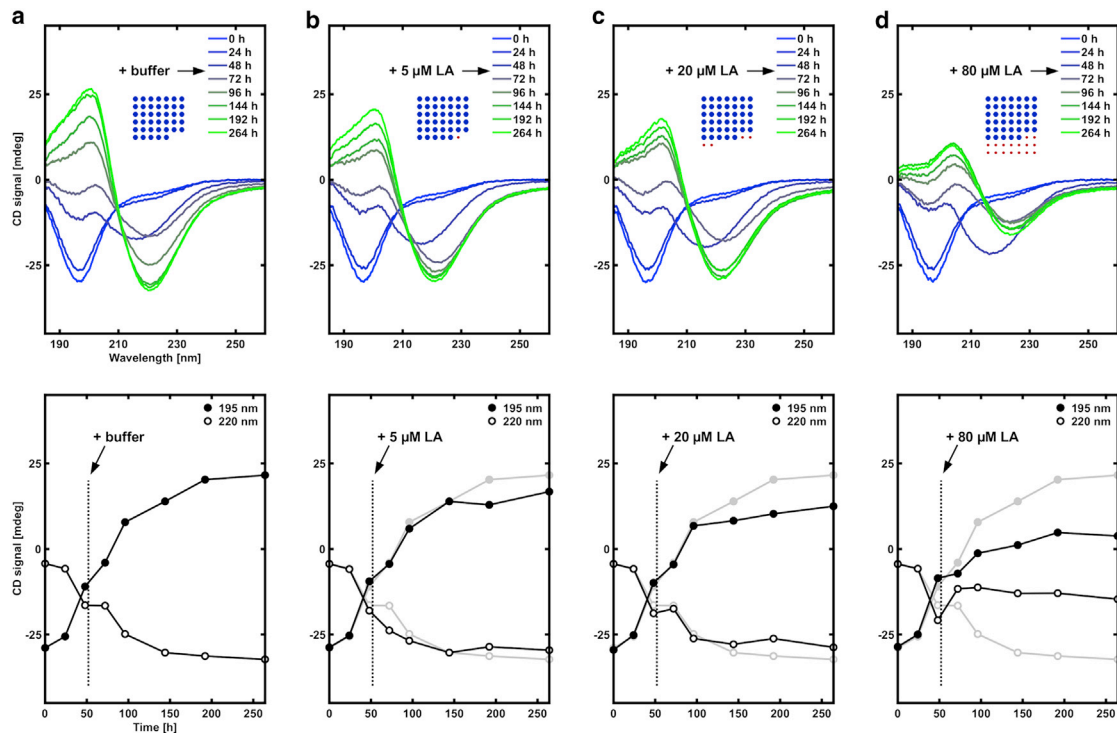 a
b
c
d
0 h
24 h
+ buffer
48 h
72 h
96 h
144 h
192 h
264 h
0 h
24 h
+ 5 µM LA
48 h
72 h
96 h
144 h
192 h
264 h
0 h
24 h
+ 20 µM LA
48 h
72 h
96 h
144 h
192 h
264 h
0 h
24 h
+ 80 µM LA
48 h
72 h
96 h
144 h
192 h
264 h
CD signal [mdeg]
25
0
-25
25
0
-25
25
0
-25
25
0
-25
190 210 230 250
190 210 230 250
190 210 230 250
190 210 230 250
Wavelength [nm]
195 nm
220 nm
+ buffer
195 nm
220 nm
+ 5 µM LA
195 nm
220 nm
+ 20 µM LA
195 nm
220 nm
+ 80 µM LA
CD signal [mdeg]
25
0
-25
25
0
-25
25
0
-25
25
0
-25
0 50 100 150 200 250
0 50 100 150 200 250
0 50 100 150 200 250
0 50 100 150 200 250
Time [h]